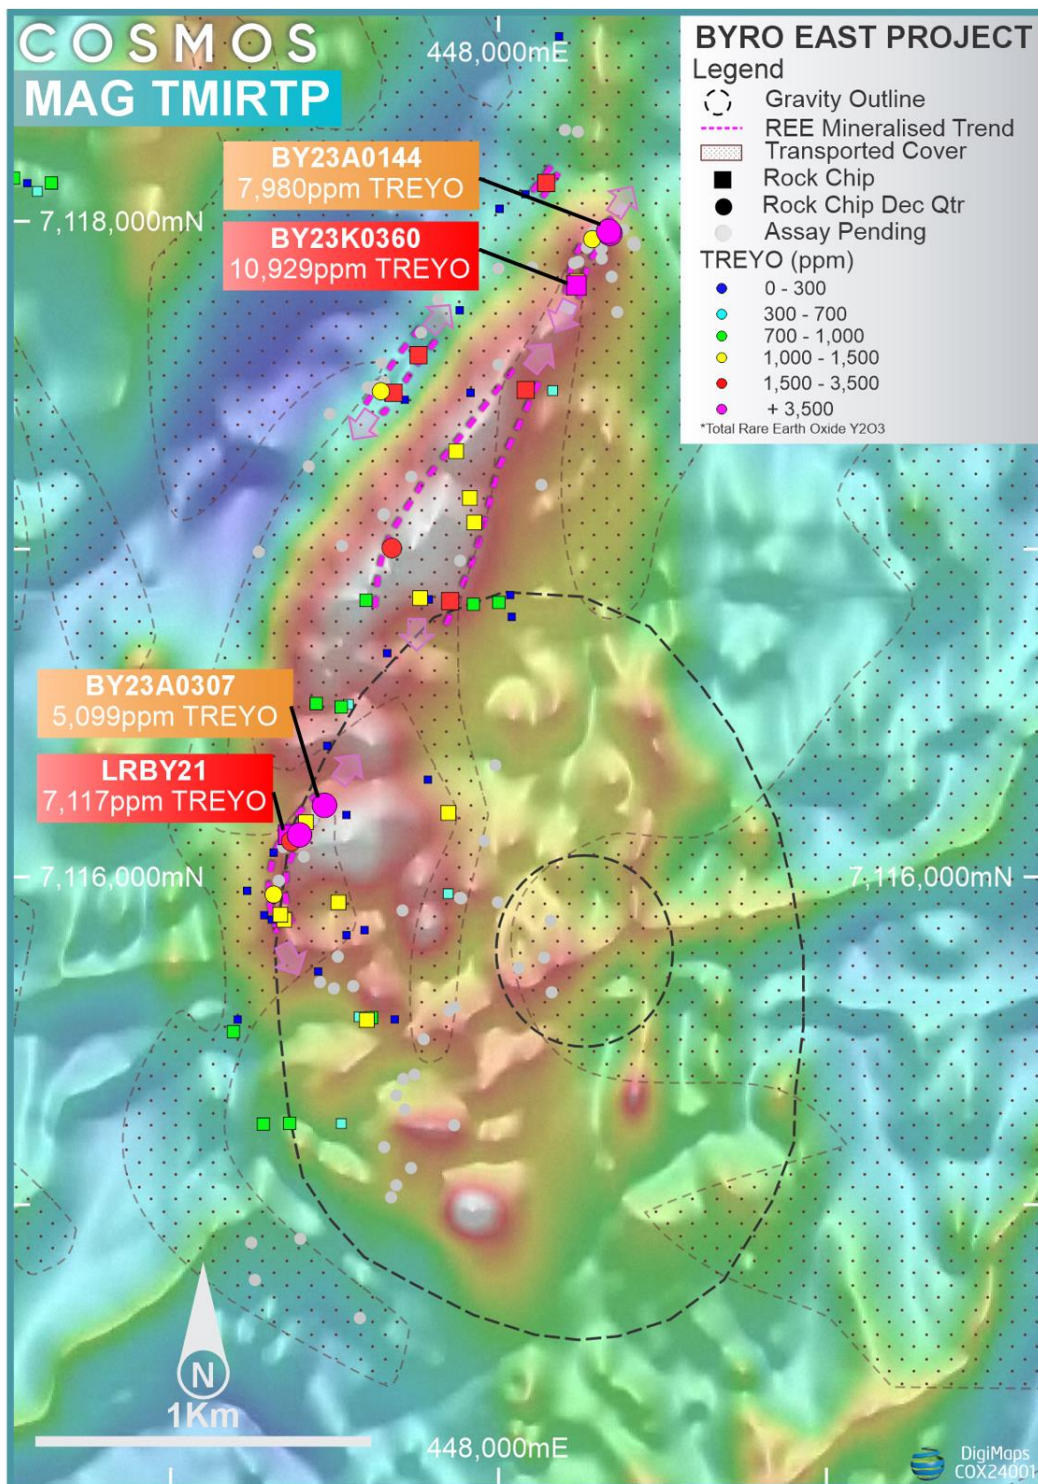 COSMOS
MAG TMIRTP
448,000mE
BYRO EAST PROJECT
Legend
Gravity Outline
REE Mineralised Trend
Transported Cover
Rock Chip
Rock Chip Dec Qtr
Assay Pending
TREYO (ppm)
0 - 300
300 - 700
700 - 1,000
1,000 - 1,500
1,500 - 3,500
+ 3,500
*Total Rare Earth Oxide Y2O3
BY23A0144
7,980ppm TREYO
7,118,000mN
BY23K0360
10,929ppm TREYO
BY23A0307
5,099ppm TREYO
LRBY21
7,117ppm TREYO
7,116,000mN
7,116,000mN
N
1Km
448,000mE
DigiMaps
COX24001